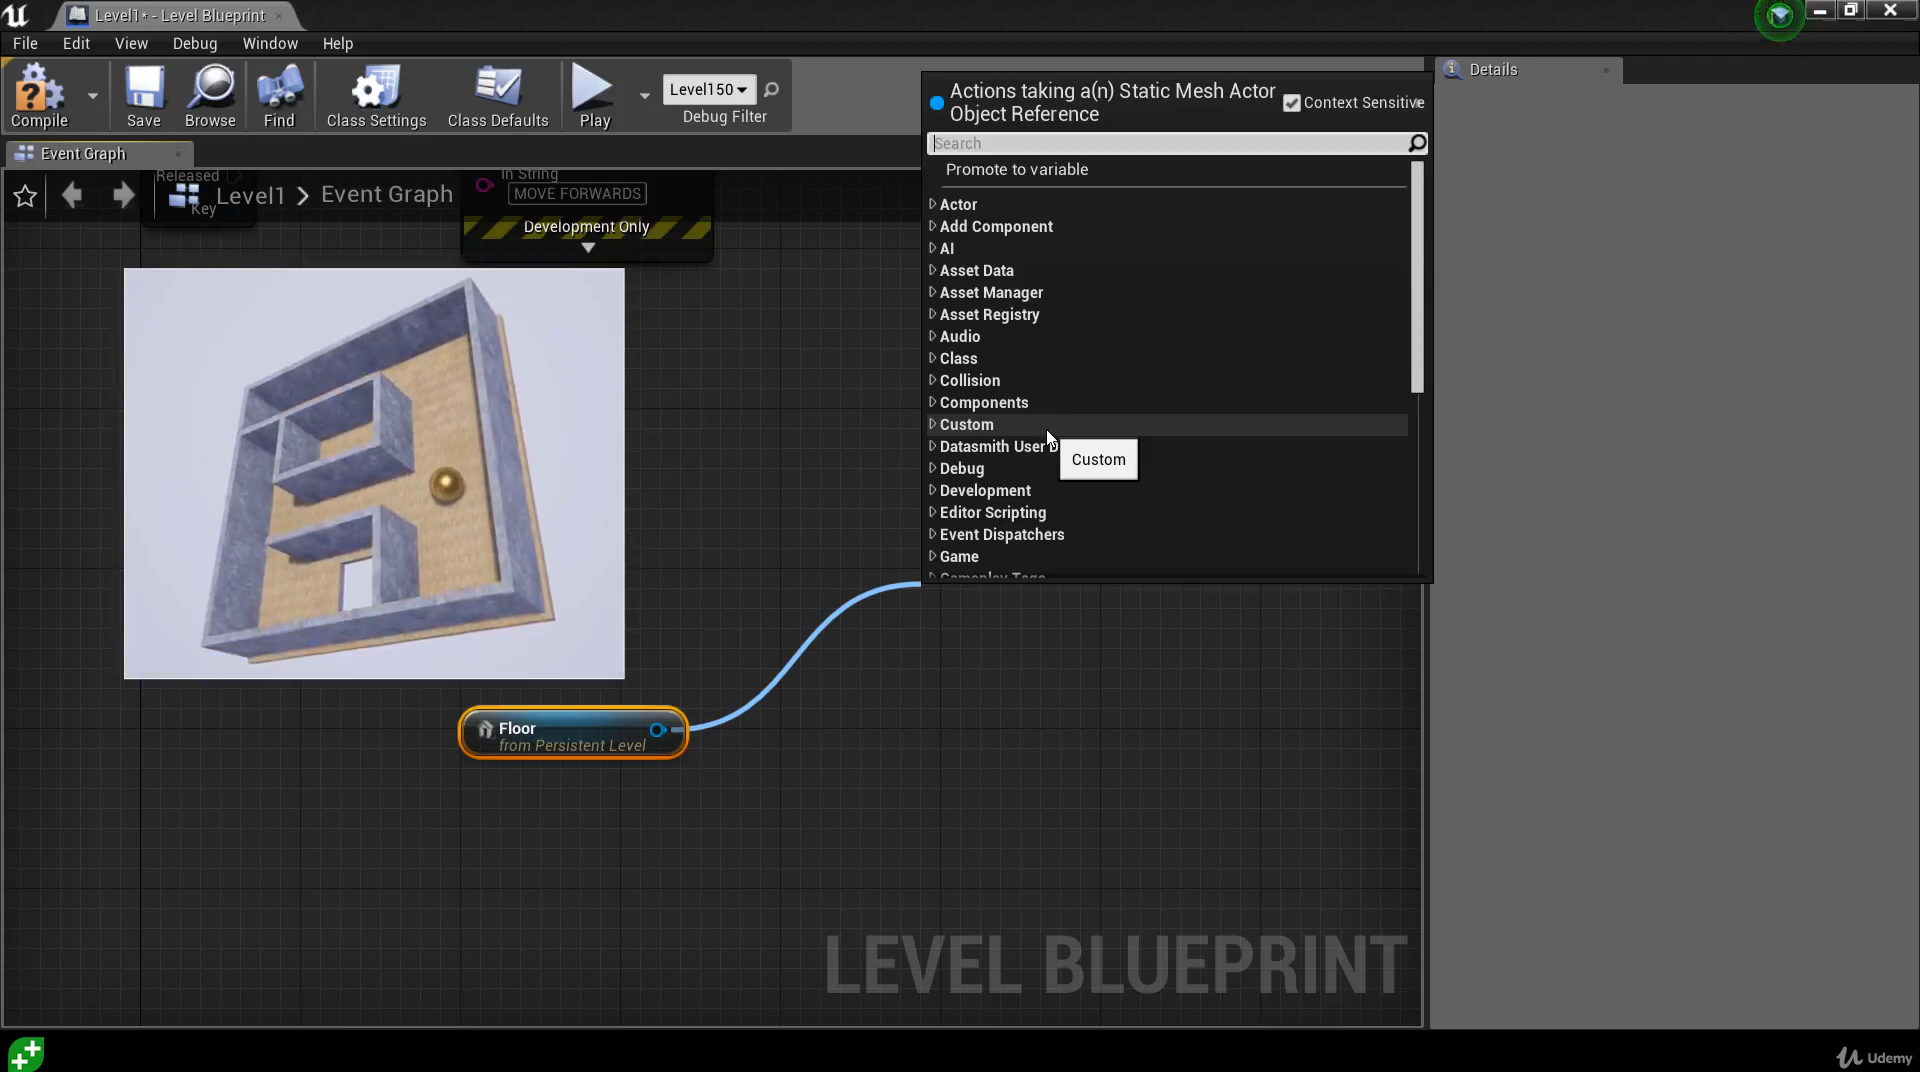 Level1* - Level Blueprint
File Edit View Debug Window Help
Compile Save Browse Find Class Settings Class Defaults Play
Level150
Debug Filter
Details
Actions taking a(n) Static Mesh Actor
Object Reference
Context Sensitive
Search
Promote to variable
Actor
Add Component
AI
Asset Data
Asset Manager
Asset Registry
Audio
Class
Collision
Components
Custom
Datasmith User D
Custom
Debug
Development
Editor Scripting
Event Dispatchers
Game
Gameplay Tags
Event Graph
Released
Key
Level1 > Event Graph
In String
MOVE FORWARDS
Development Only
Floor
from Persistent Level
LEVEL BLUEPRINT
Udemy